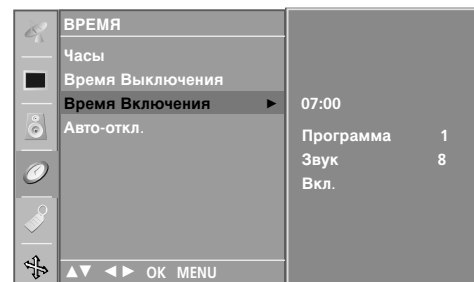 ВРЕМЯ
Часы
Время Выключения
Время Включения ►
Авто-откл.
07:00
Программа 1
Звук 8
Вкл.
▲▼ ◄► OK MENU